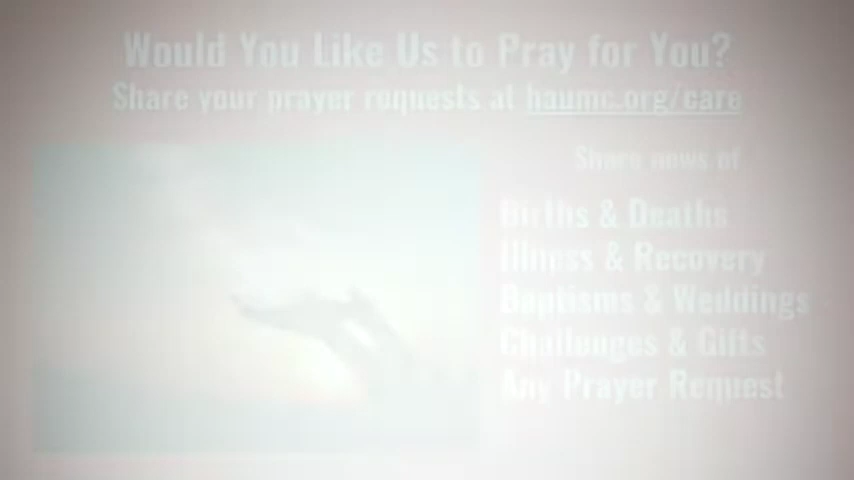 Would You Like Us to Pray for You?
Share your prayer requests at haumc.org/care
Share news of
Births & Deaths
Illness & Recovery
Baptisms & Weddings
Challenges & Gifts
Any Prayer Request